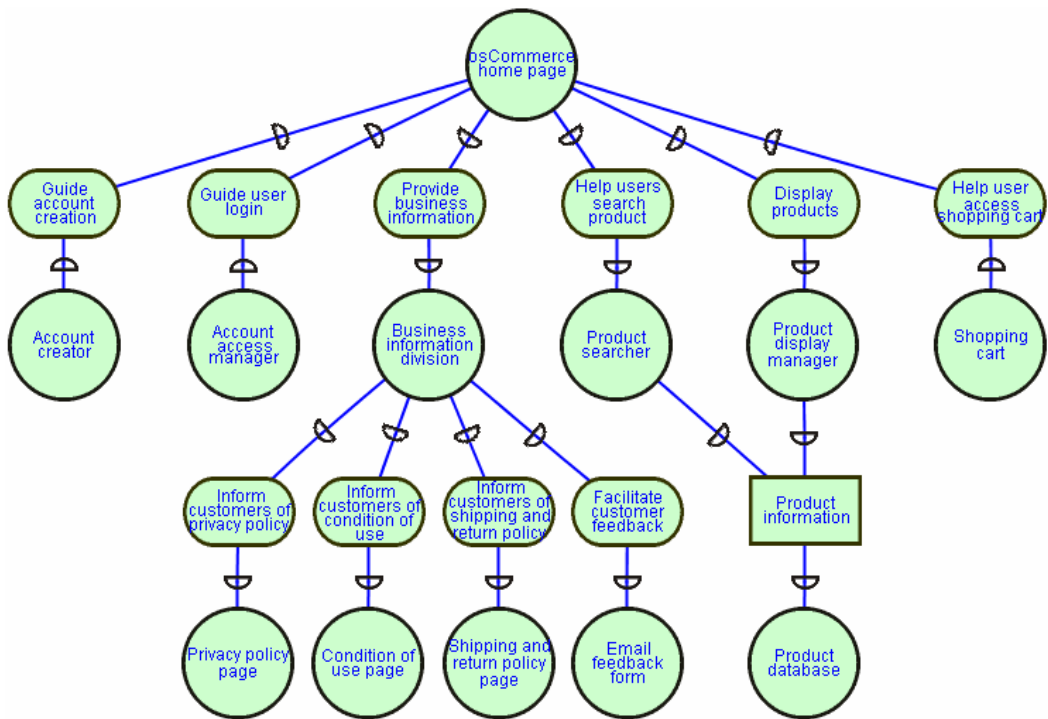 osCommerce
home page
Guide
account
creation
Guide user
login
Provide
business
information
Help users
search
product
Display
products
Help user
access
shopping cart
Account
creator
Account
access
manager
Business
information
division
Product
searcher
Product
display
manager
Shopping
cart
Inform
customers of
privacy policy
Inform
customers of
condition of
use
Inform
customers of
shipping and
return policy
Facilitate
customer
feedback
Product
information
Privacy policy
page
Condition of
use page
Shipping and
return policy
page
Email
feedback
form
Product
database